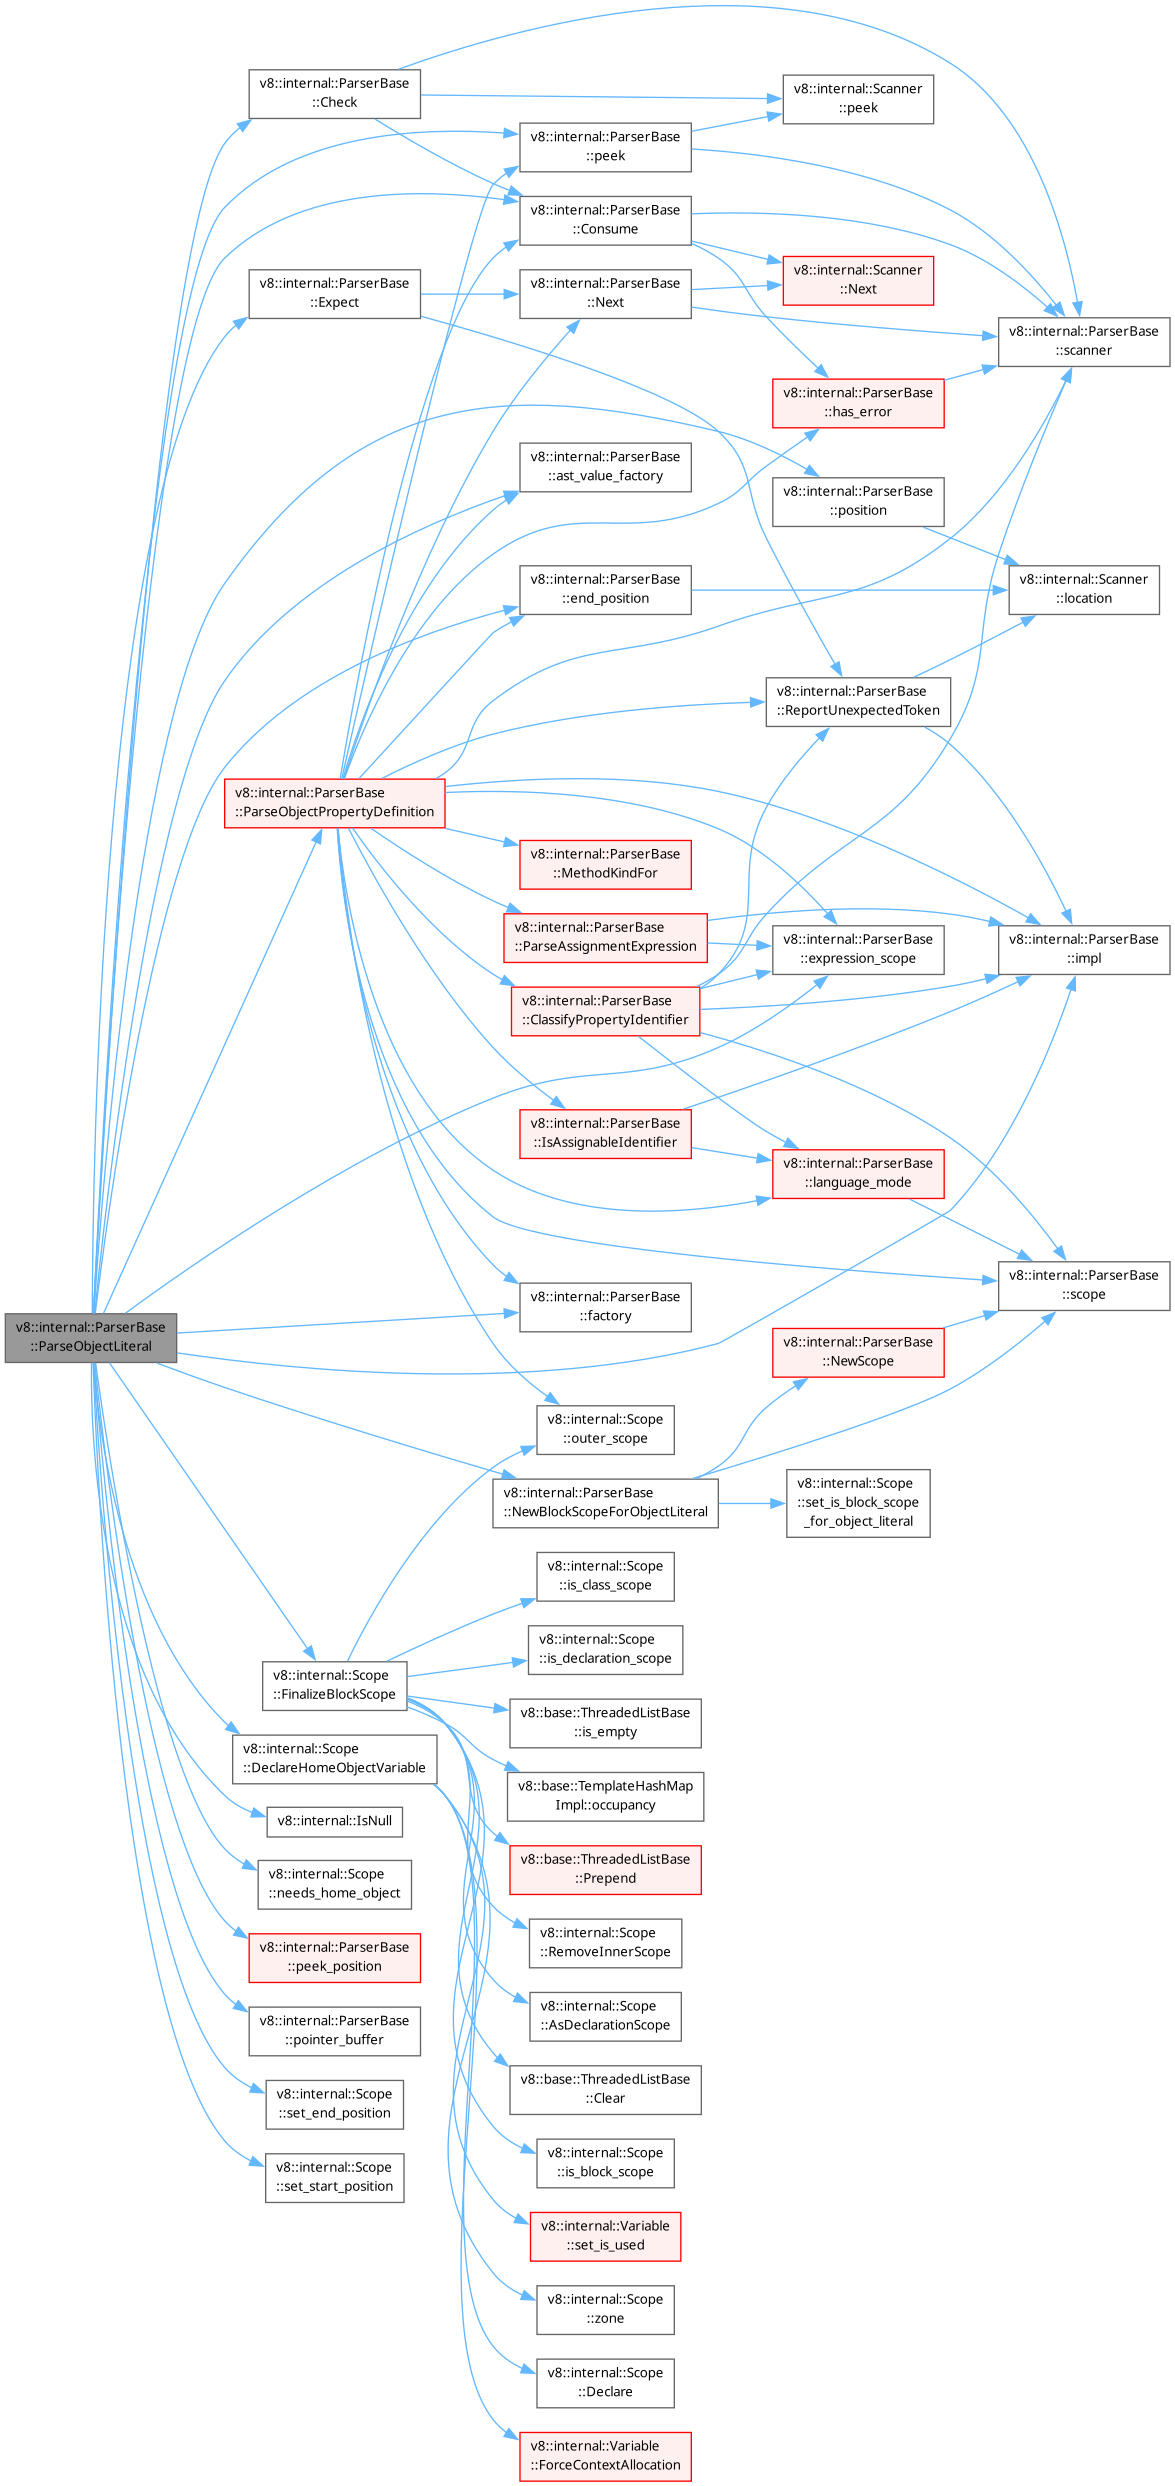 v8::internal::ParserBase
::Check
v8::internal::Scanner
::peek
v8::internal::ParserBase
::peek
v8::internal::ParserBase
::Consume
v8::internal::Scanner
::Next
v8::internal::ParserBase
::Expect
v8::internal::ParserBase
::Next
v8::internal::ParserBase
::scanner
v8::internal::ParserBase
::has_error
v8::internal::ParserBase
::ast_value_factory
v8::internal::ParserBase
::position
v8::internal::ParserBase
::end_position
v8::internal::Scanner
::location
v8::internal::ParserBase
::ReportUnexpectedToken
v8::internal::ParserBase
::ParseObjectPropertyDefinition
v8::internal::ParserBase
::MethodKindFor
v8::internal::ParserBase
::ParseAssignmentExpression
v8::internal::ParserBase
::expression_scope
v8::internal::ParserBase
::impl
v8::internal::ParserBase
::ClassifyPropertyIdentifier
v8::internal::ParserBase
::IsAssignableIdentifier
v8::internal::ParserBase
::language_mode
v8::internal::ParserBase
::scope
v8::internal::ParserBase
::factory
v8::internal::ParserBase
::ParseObjectLiteral
v8::internal::ParserBase
::NewScope
v8::internal::Scope
::outer_scope
v8::internal::ParserBase
::NewBlockScopeForObjectLiteral
v8::internal::Scope
::set_is_block_scope
_for_object_literal
v8::internal::Scope
::is_class_scope
v8::internal::Scope
::is_declaration_scope
v8::internal::Scope
::FinalizeBlockScope
v8::base::ThreadedListBase
::is_empty
v8::internal::Scope
::DeclareHomeObjectVariable
v8::base::TemplateHashMap
Impl::occupancy
v8::internal::IsNull
v8::base::ThreadedListBase
::Prepend
v8::internal::Scope
::needs_home_object
v8::internal::Scope
::RemoveInnerScope
v8::internal::ParserBase
::peek_position
v8::internal::Scope
::AsDeclarationScope
v8::internal::ParserBase
::pointer_buffer
v8::base::ThreadedListBase
::Clear
v8::internal::Scope
::set_end_position
v8::internal::Scope
::is_block_scope
v8::internal::Scope
::set_start_position
v8::internal::Variable
::set_is_used
v8::internal::Scope
::zone
v8::internal::Scope
::Declare
v8::internal::Variable
::ForceContextAllocation